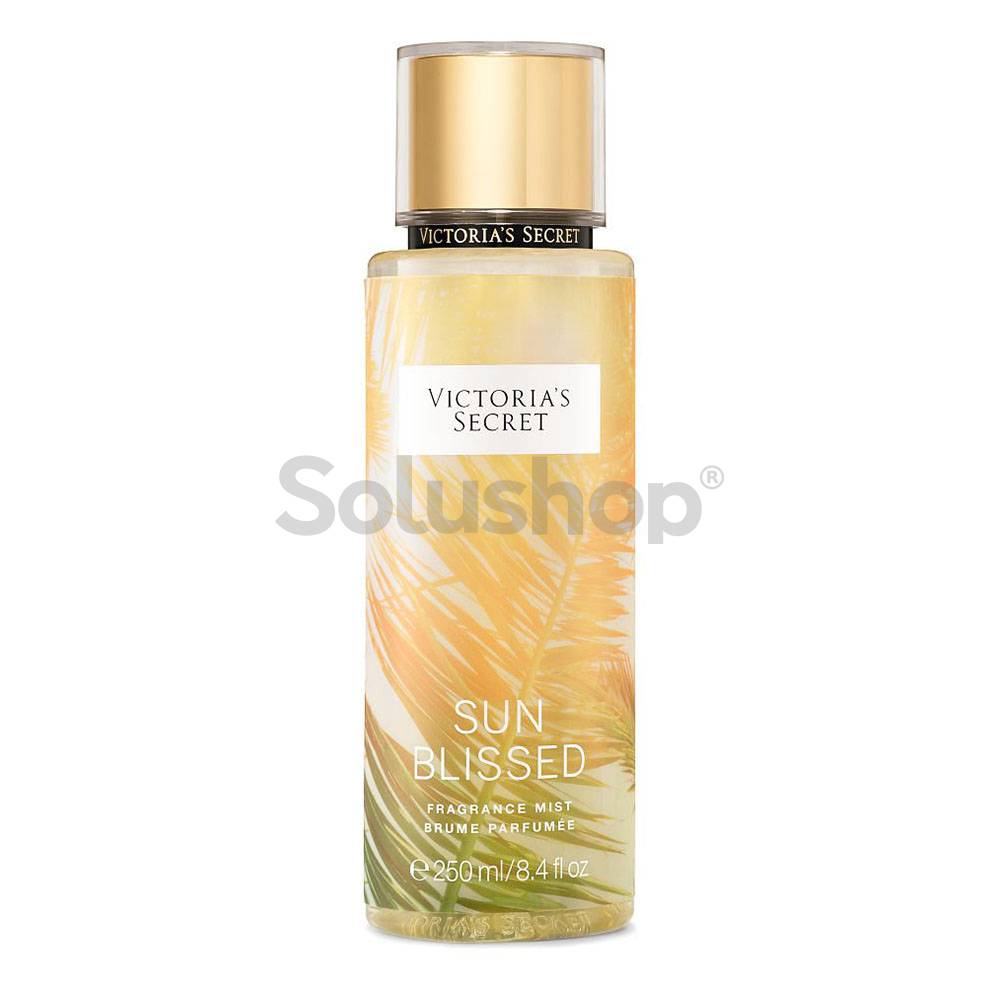 VICTORIA'S SECRET
VICTORIA'S
SECRET
Solushop®
SUN
BLISSED
FRAGRANCE MIST
BRUME PARFUMÉE
℮250 ml/8.4 fl oz